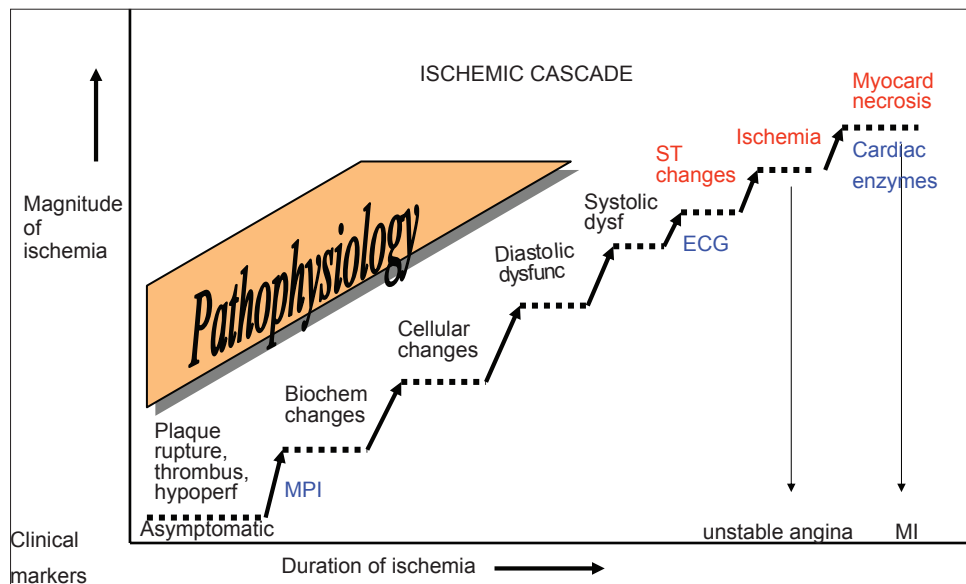 ISCHEMIC CASCADE
Myocard
necrosis
Ischemia
Cardiac
enzymes
ST
changes
Magnitude
of
ischemia
Systolic
dysf
ECG
Pathophysiology
Diastolic
dysfunc
Cellular
changes
Biochem
changes
Plaque
rupture,
thrombus,
hypoperf
MPI
Asymptomatic
unstable angina
MI
Clinical
markers
Duration of ischemia